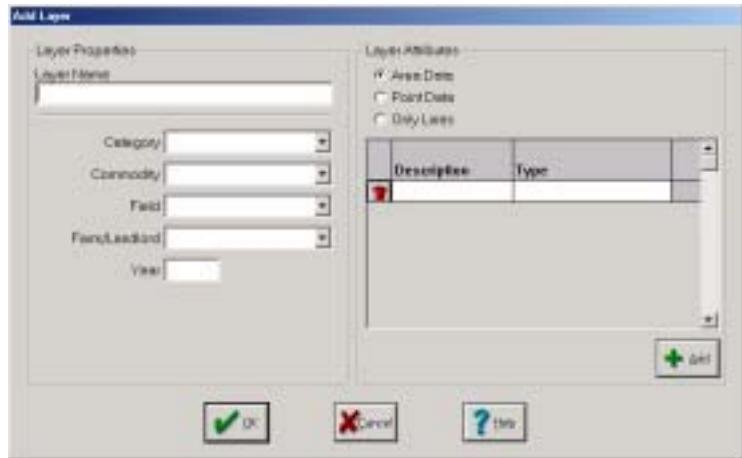 Add Layer
Layer Properties
Layer Name
Category
Commodity
Field
Farm/Landlord
Year
Layer Attributes
Area Data
Point Data
Only Lines
Description Type
Add
OK
Cancel
Help